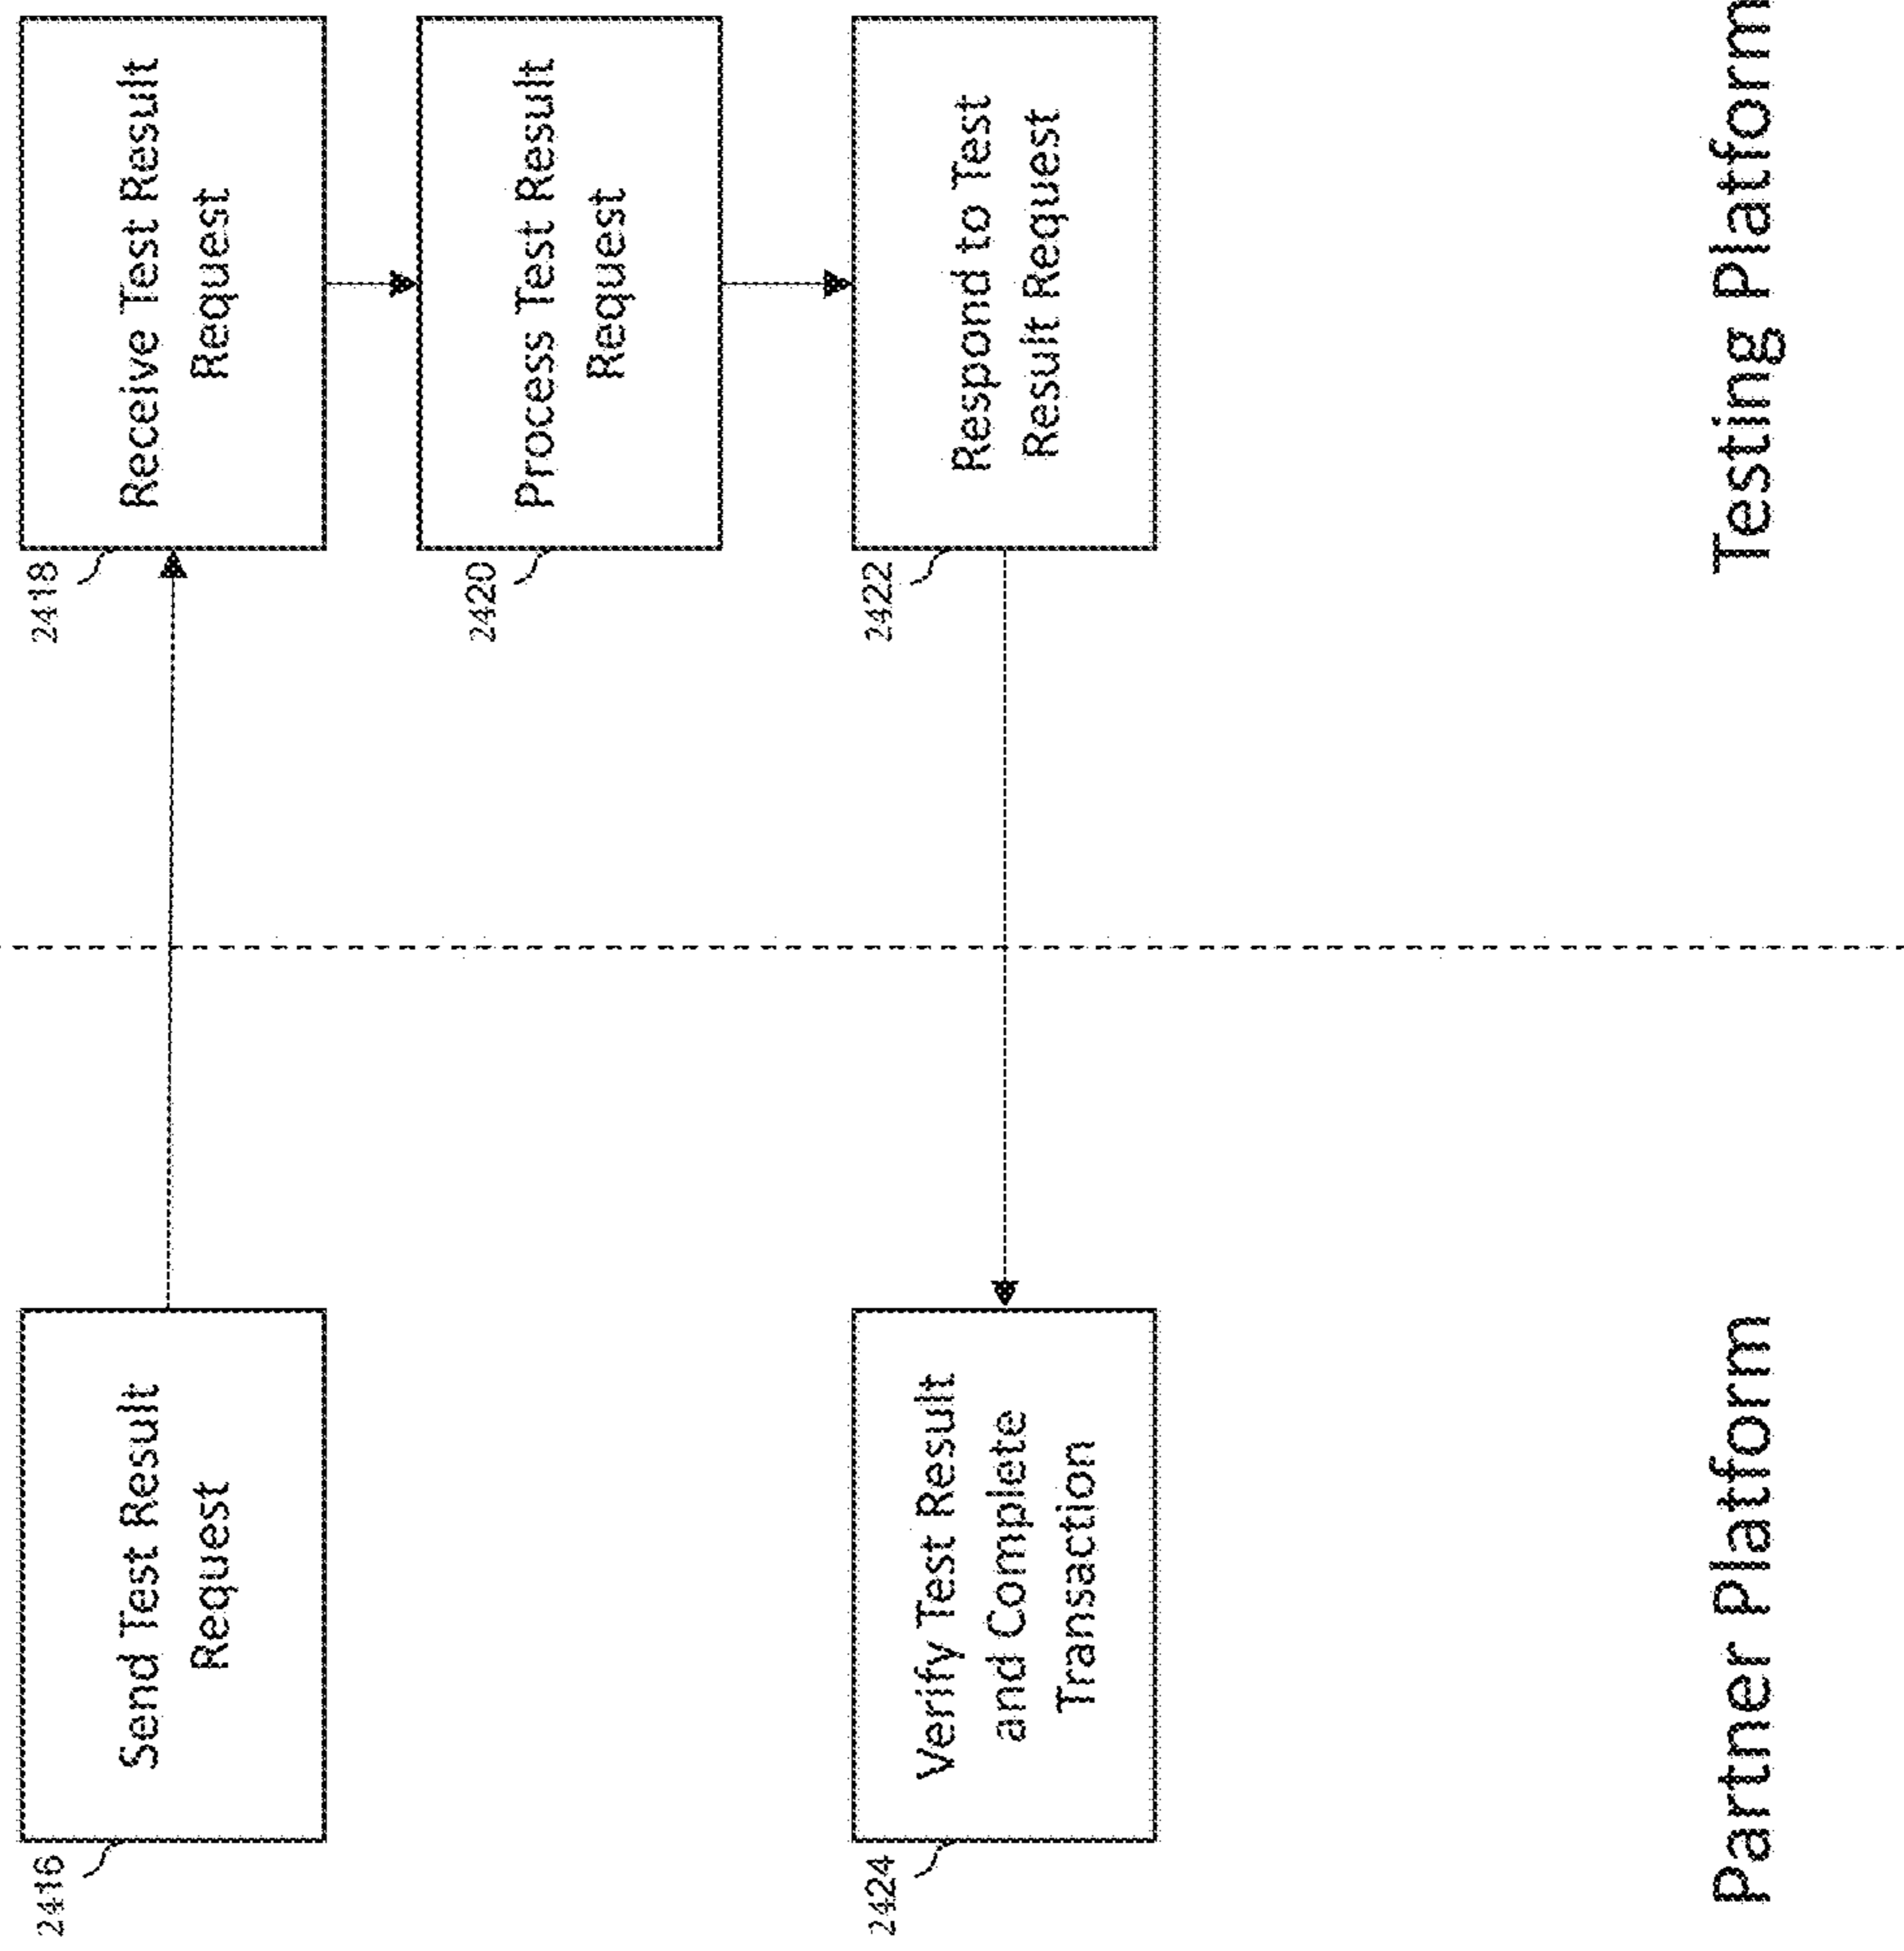 2416
Send Test Result
Request
2418
Receive Test Result
Request
2420
Process Test Result
Request
2424
Verify Test Result
and Complete
Transaction
2422
Respond to Test
Result Request
Partner Platform
Testing Platform